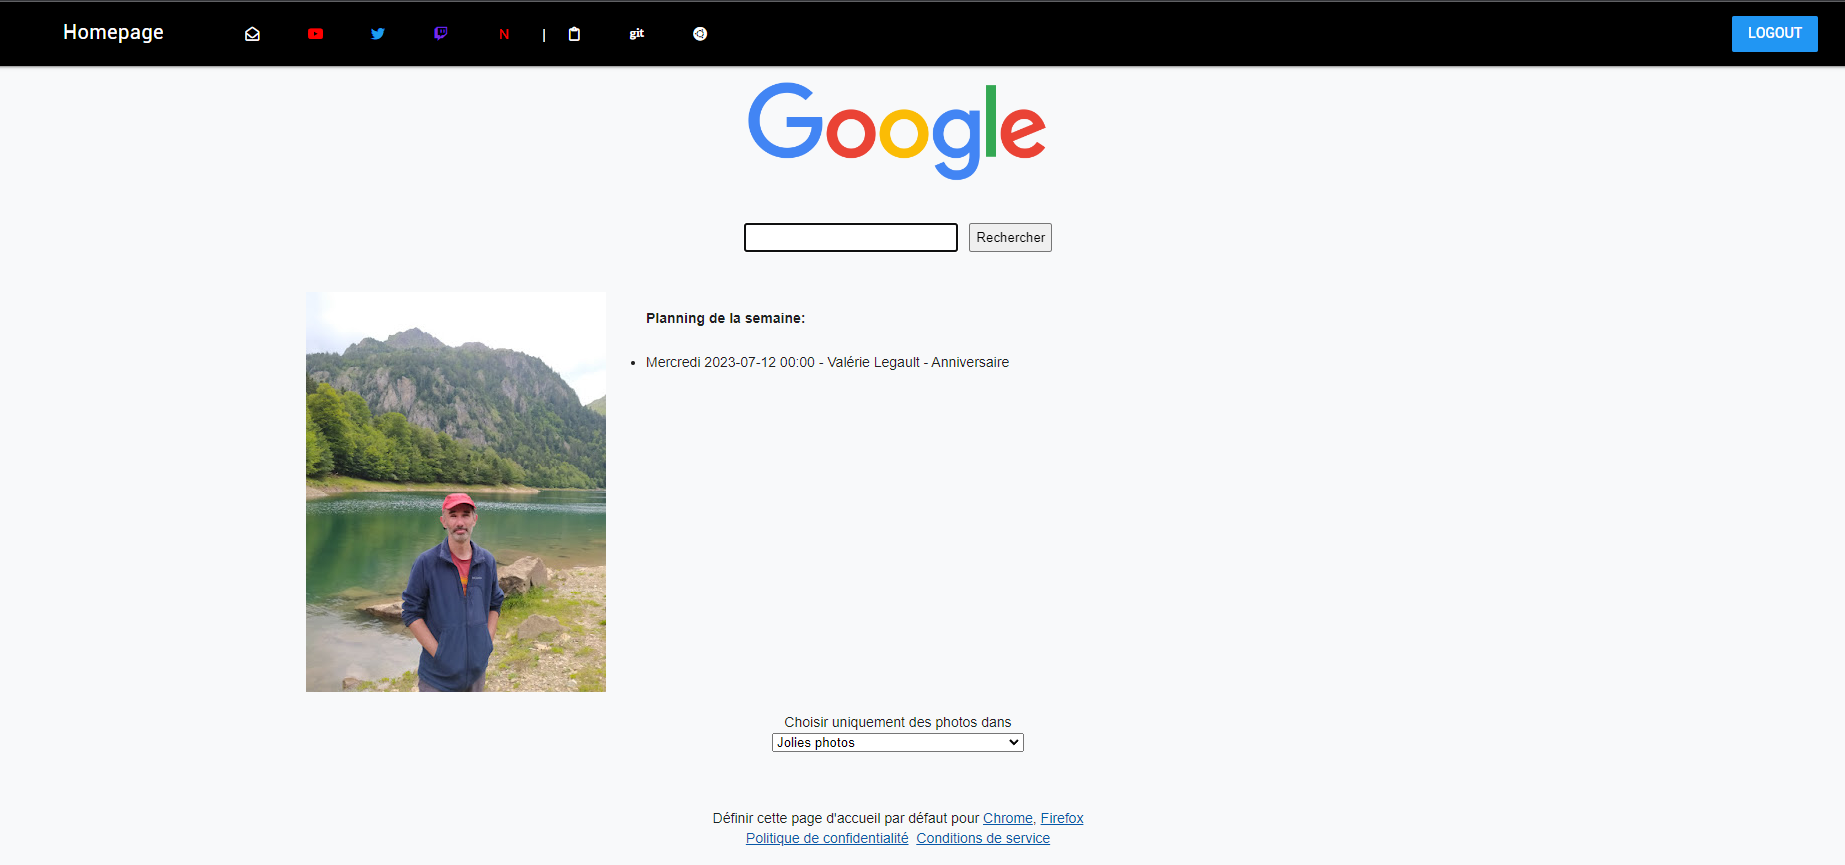 Homepage
N
|
git
LOGOUT
Google
Rechercher
Planning de la semaine:
Mercredi 2023-07-12 00:00 - Valérie Legault - Anniversaire
Choisir uniquement des photos dans
Jolies photos
Définir cette page d'accueil par défaut pour Chrome, Firefox
Politique de confidentialité Conditions de service